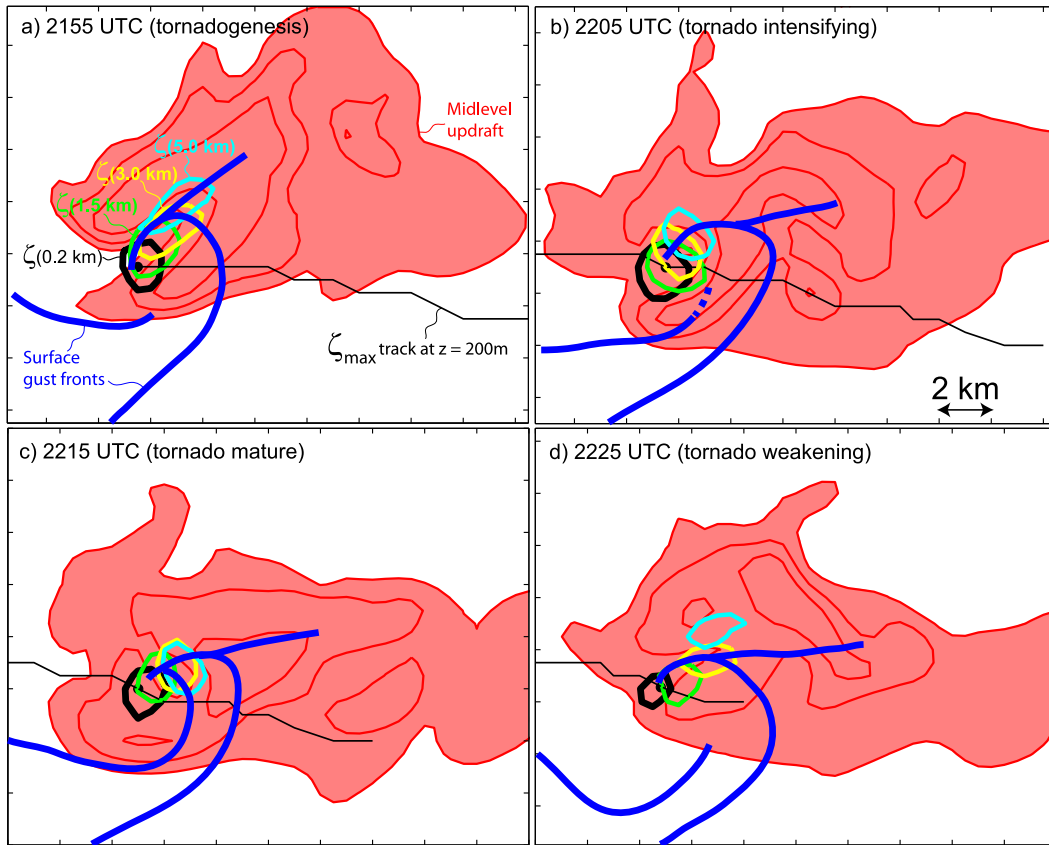 a) 2155 UTC (tornadogenesis)
b) 2205 UTC (tornado intensifying)
Midlevel
updraft
ζ(5.0 km)
ζ(3.0 km)
ζ(1.5 km)
ζ(0.2 km)
Surface
gust fronts
ζmax track at z = 200m
2 km
c) 2215 UTC (tornado mature)
d) 2225 UTC (tornado weakening)